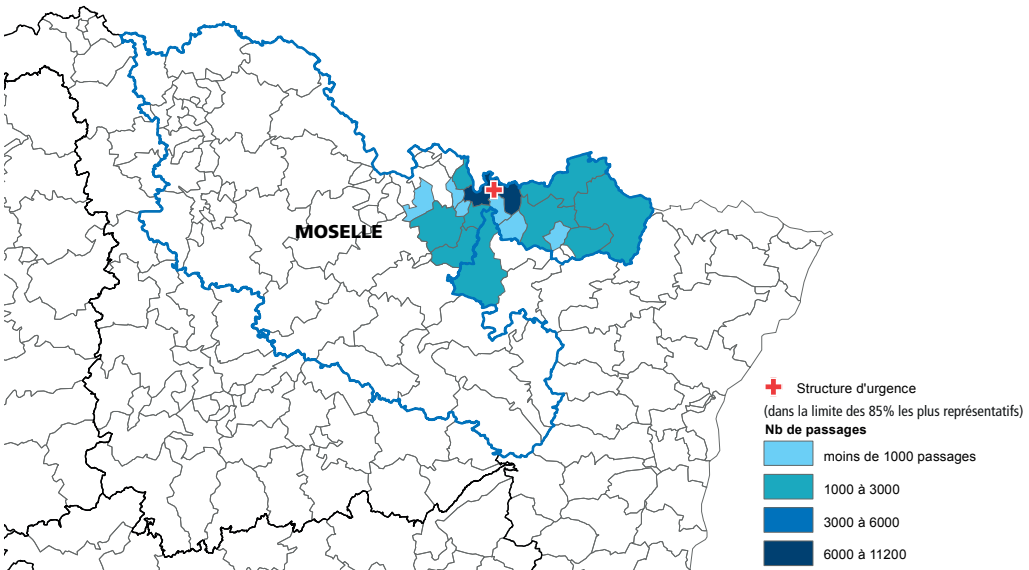 MOSELLE
Structure d'urgence
(dans la limite des 85% les plus représentatifs)
Nb de passages
moins de 1000 passages
1000 à 3000
3000 à 6000
6000 à 11200